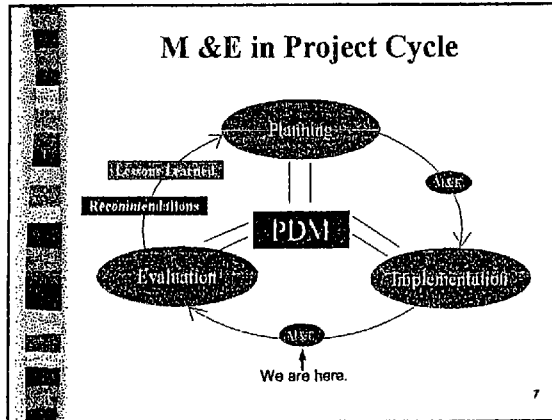 M &E in Project Cycle
Planning
Lessons Learned
M&E
Recommendations
PDM
Evaluation
Implementation
M&E
We are here.
7